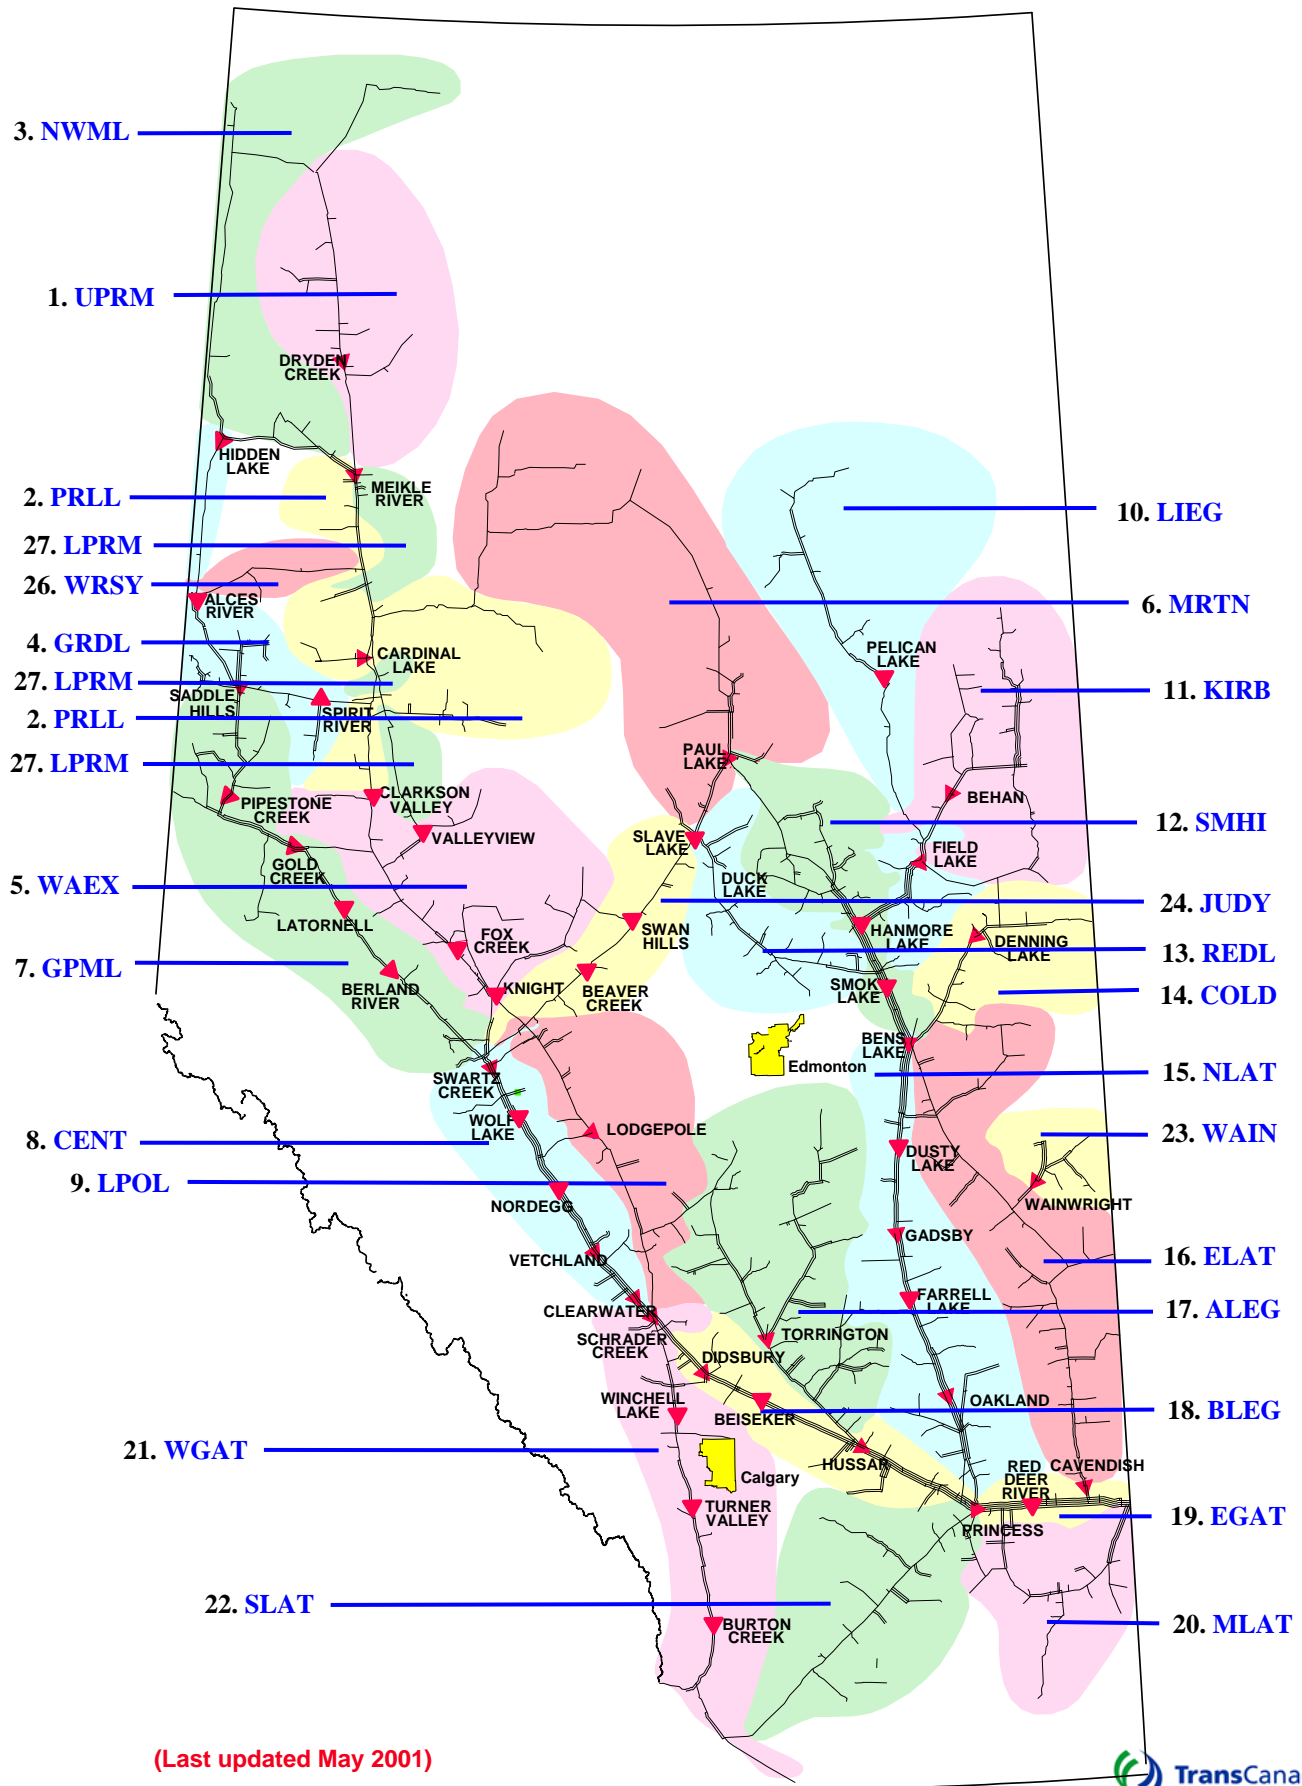 3. NWML
1. UPRM
DRYDEN
CREEK
HIDDEN
LAKE
MEIKLE
RIVER
2. PRLL
10. LIEG
27. LPRM
26. WRSY
ALCES
RIVER
6. MRTN
4. GRDL
CARDINAL
LAKE
PELICAN
LAKE
27. LPRM
11. KIRB
SADDLE
HILLS
SPIRIT
RIVER
2. PRLL
PAUL
LAKE
27. LPRM
PIPESTONE
CREEK
CLARKSON
VALLEY
BEHAN
VALLEYVIEW
SLAVE
LAKE
12. SMHI
GOLD
CREEK
FIELD
LAKE
DUCK
LAKE
5. WAEX
24. JUDY
LATORNELL
SWAN
HILLS
HANMORE
LAKE
FOX
CREEK
DENNING
LAKE
13. REDL
7. GPML
BERLAND
RIVER
KNIGHT
BEAVER
CREEK
SMOK
LAKE
14. COLD
BENS
LAKE
Edmonton
SWARTZ
CREEK
15. NLAT
WOLF
LAKE
LODGEPOLE
8. CENT
23. WAIN
DUSTY
LAKE
9. LPOL
NORDEGG
WAINWRIGHT
GADSBY
VETCHLAND
16. ELAT
FARRELL
LAKE
CLEARWATER
17. ALEG
TORRINGTON
SCHRADER
CREEK
DIDSBURY
WINCHELL
LAKE
OAKLAND
BEISEKER
18. BLEG
21. WGAT
HUSSAR
RED
DEER
RIVER
CAVENDISH
Calgary
TURNER
VALLEY
PRINCESS
19. EGAT
22. SLAT
BURTON
CREEK
20. MLAT
(Last updated May 2001)
TransCana